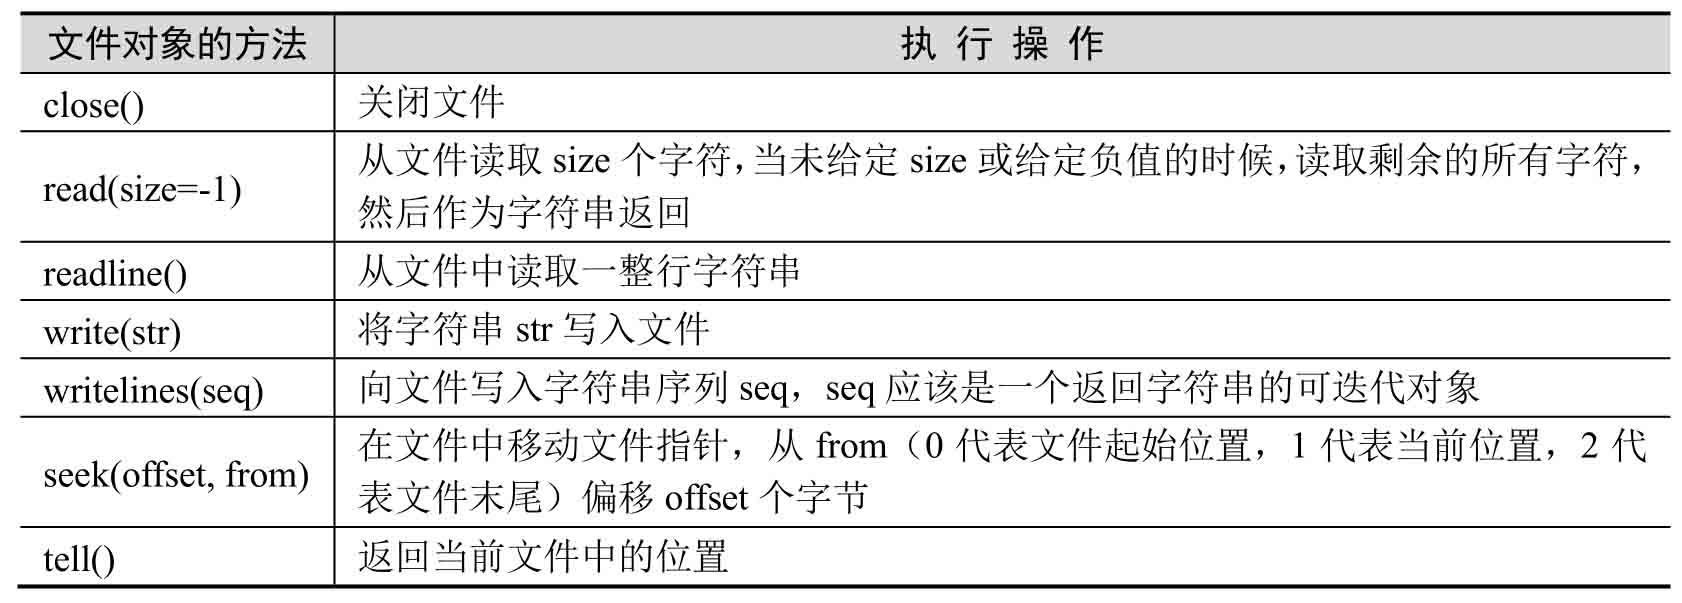 文件对象的方法 执行操作
close() 关闭文件
read(size=-1) 从文件读取 size 个字符，当未给定 size 或给定负值的时候，读取剩余的所有字符，
然后作为字符串返回
readline() 从文件中读取一整行字符串
write(str) 将字符串 str 写入文件
writelines(seq) 向文件写入字符串序列 seq，seq 应该是一个返回字符串的可迭代对象
seek(offset, from) 在文件中移动文件指针，从 from（0 代表文件起始位置，1 代表当前位置，2 代
表文件末尾）偏移 offset 个字节
tell() 返回当前文件中的位置